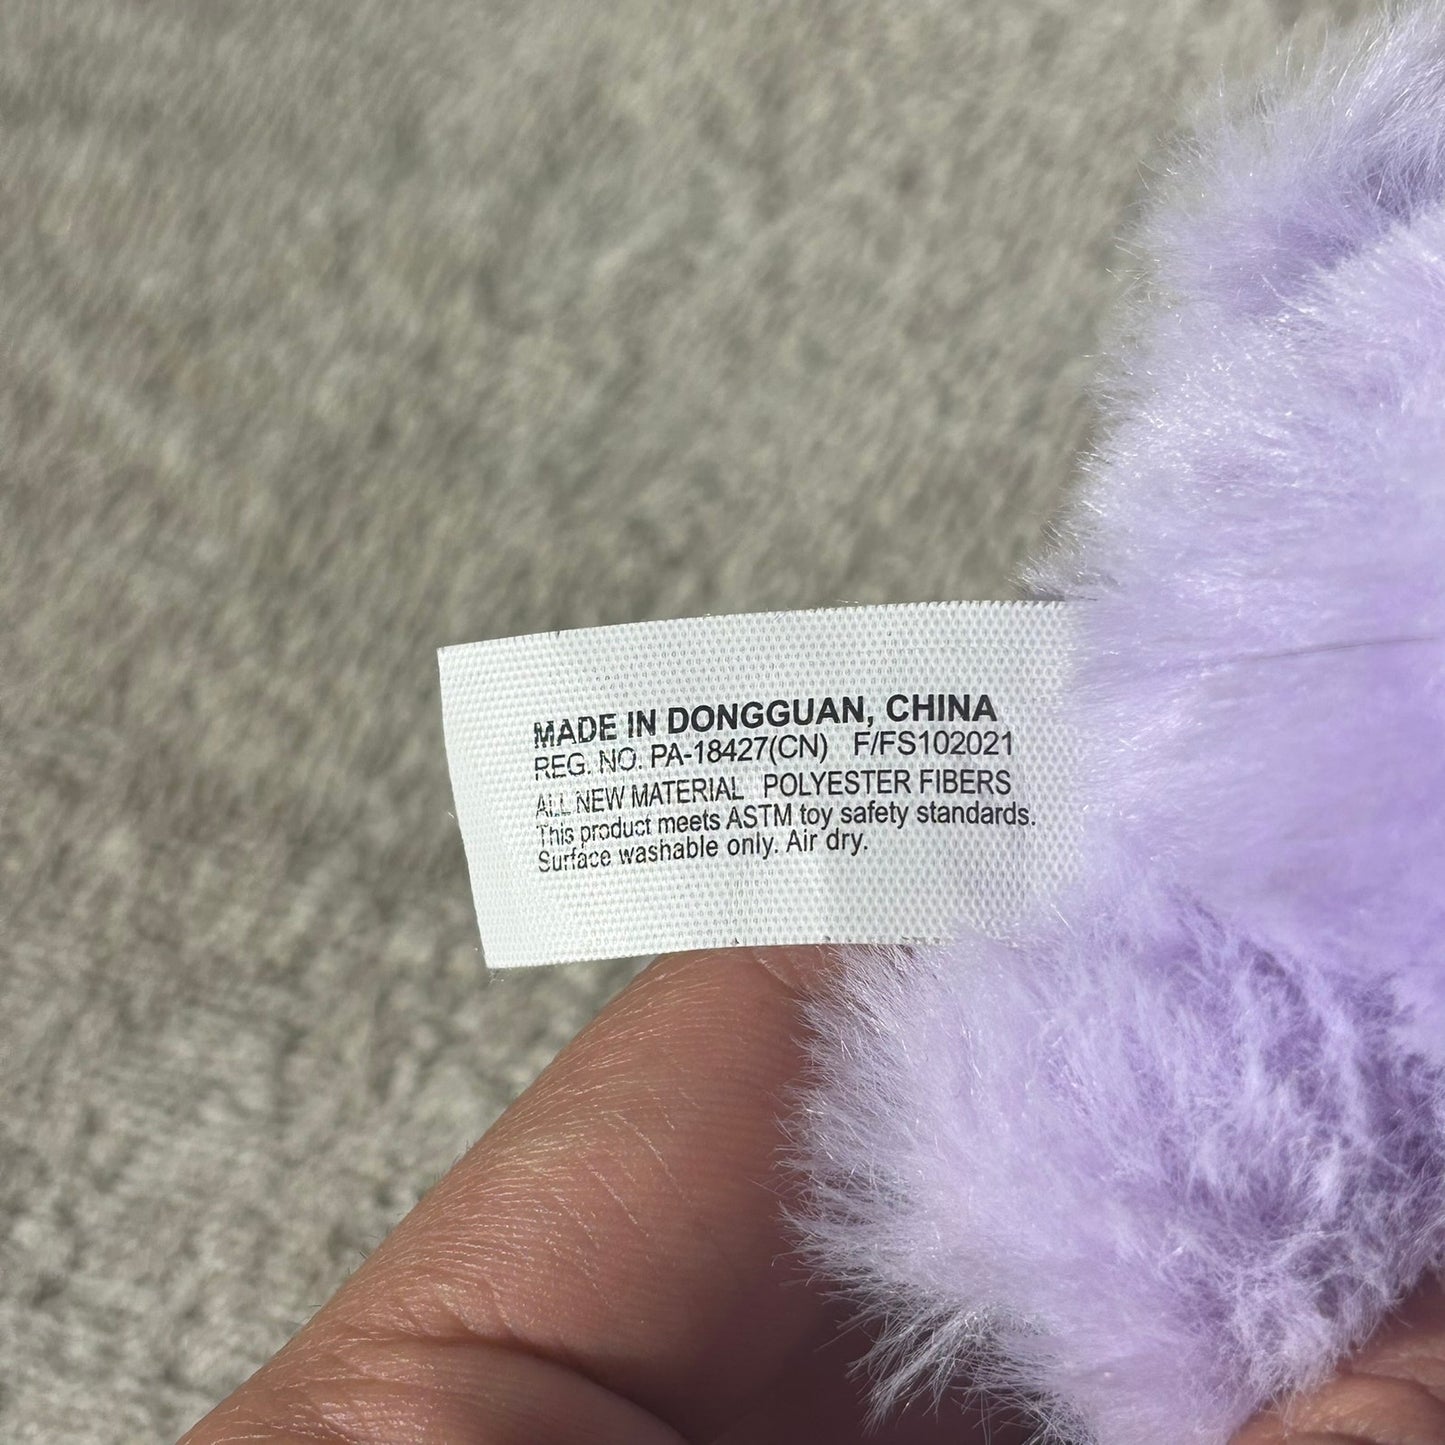 MADE IN DONGGUAN, CHINA
REG. NO. PA-18427(CN) F/FS102021
ALL NEW MATERIAL POLYESTER FIBERS
This product meets ASTM toy safety standards.
Surface washable only. Air dry.